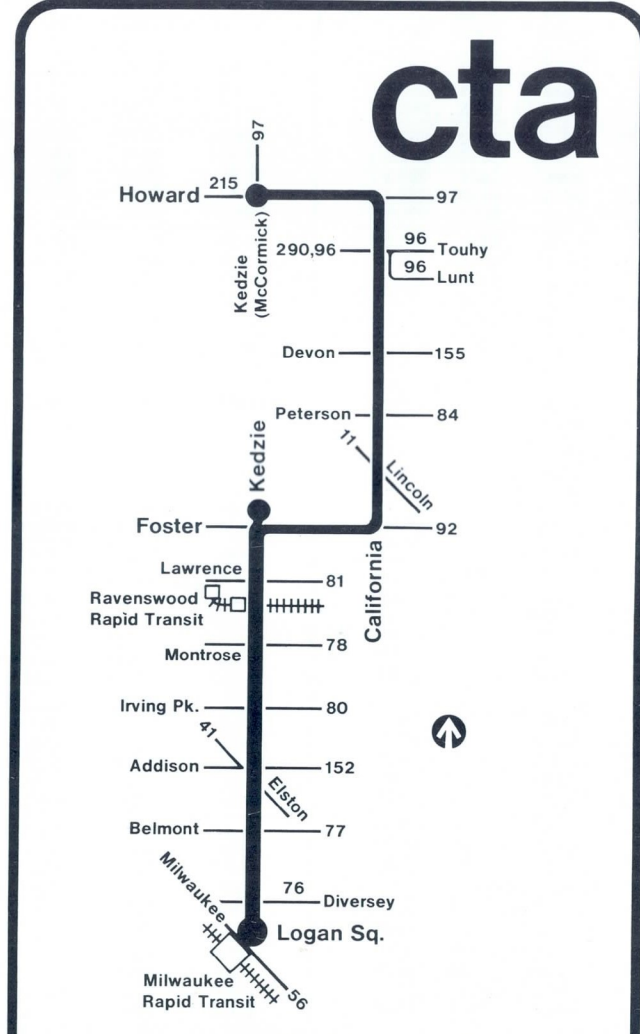 cta
97
Howard 215 97
Kedzie
(McCormick)
290,96 96 Touhy
96 Lunt
Devon 155
Peterson 84
11 Lincoln
Kedzie
Foster 92
California
Lawrence 81
Ravenswood
Rapid Transit
Montrose 78
Irving Pk. 80
41
Addison 152
Elston
Belmont 77
76 Diversey
Milwaukee
Logan Sq.
Milwaukee
Rapid Transit
56